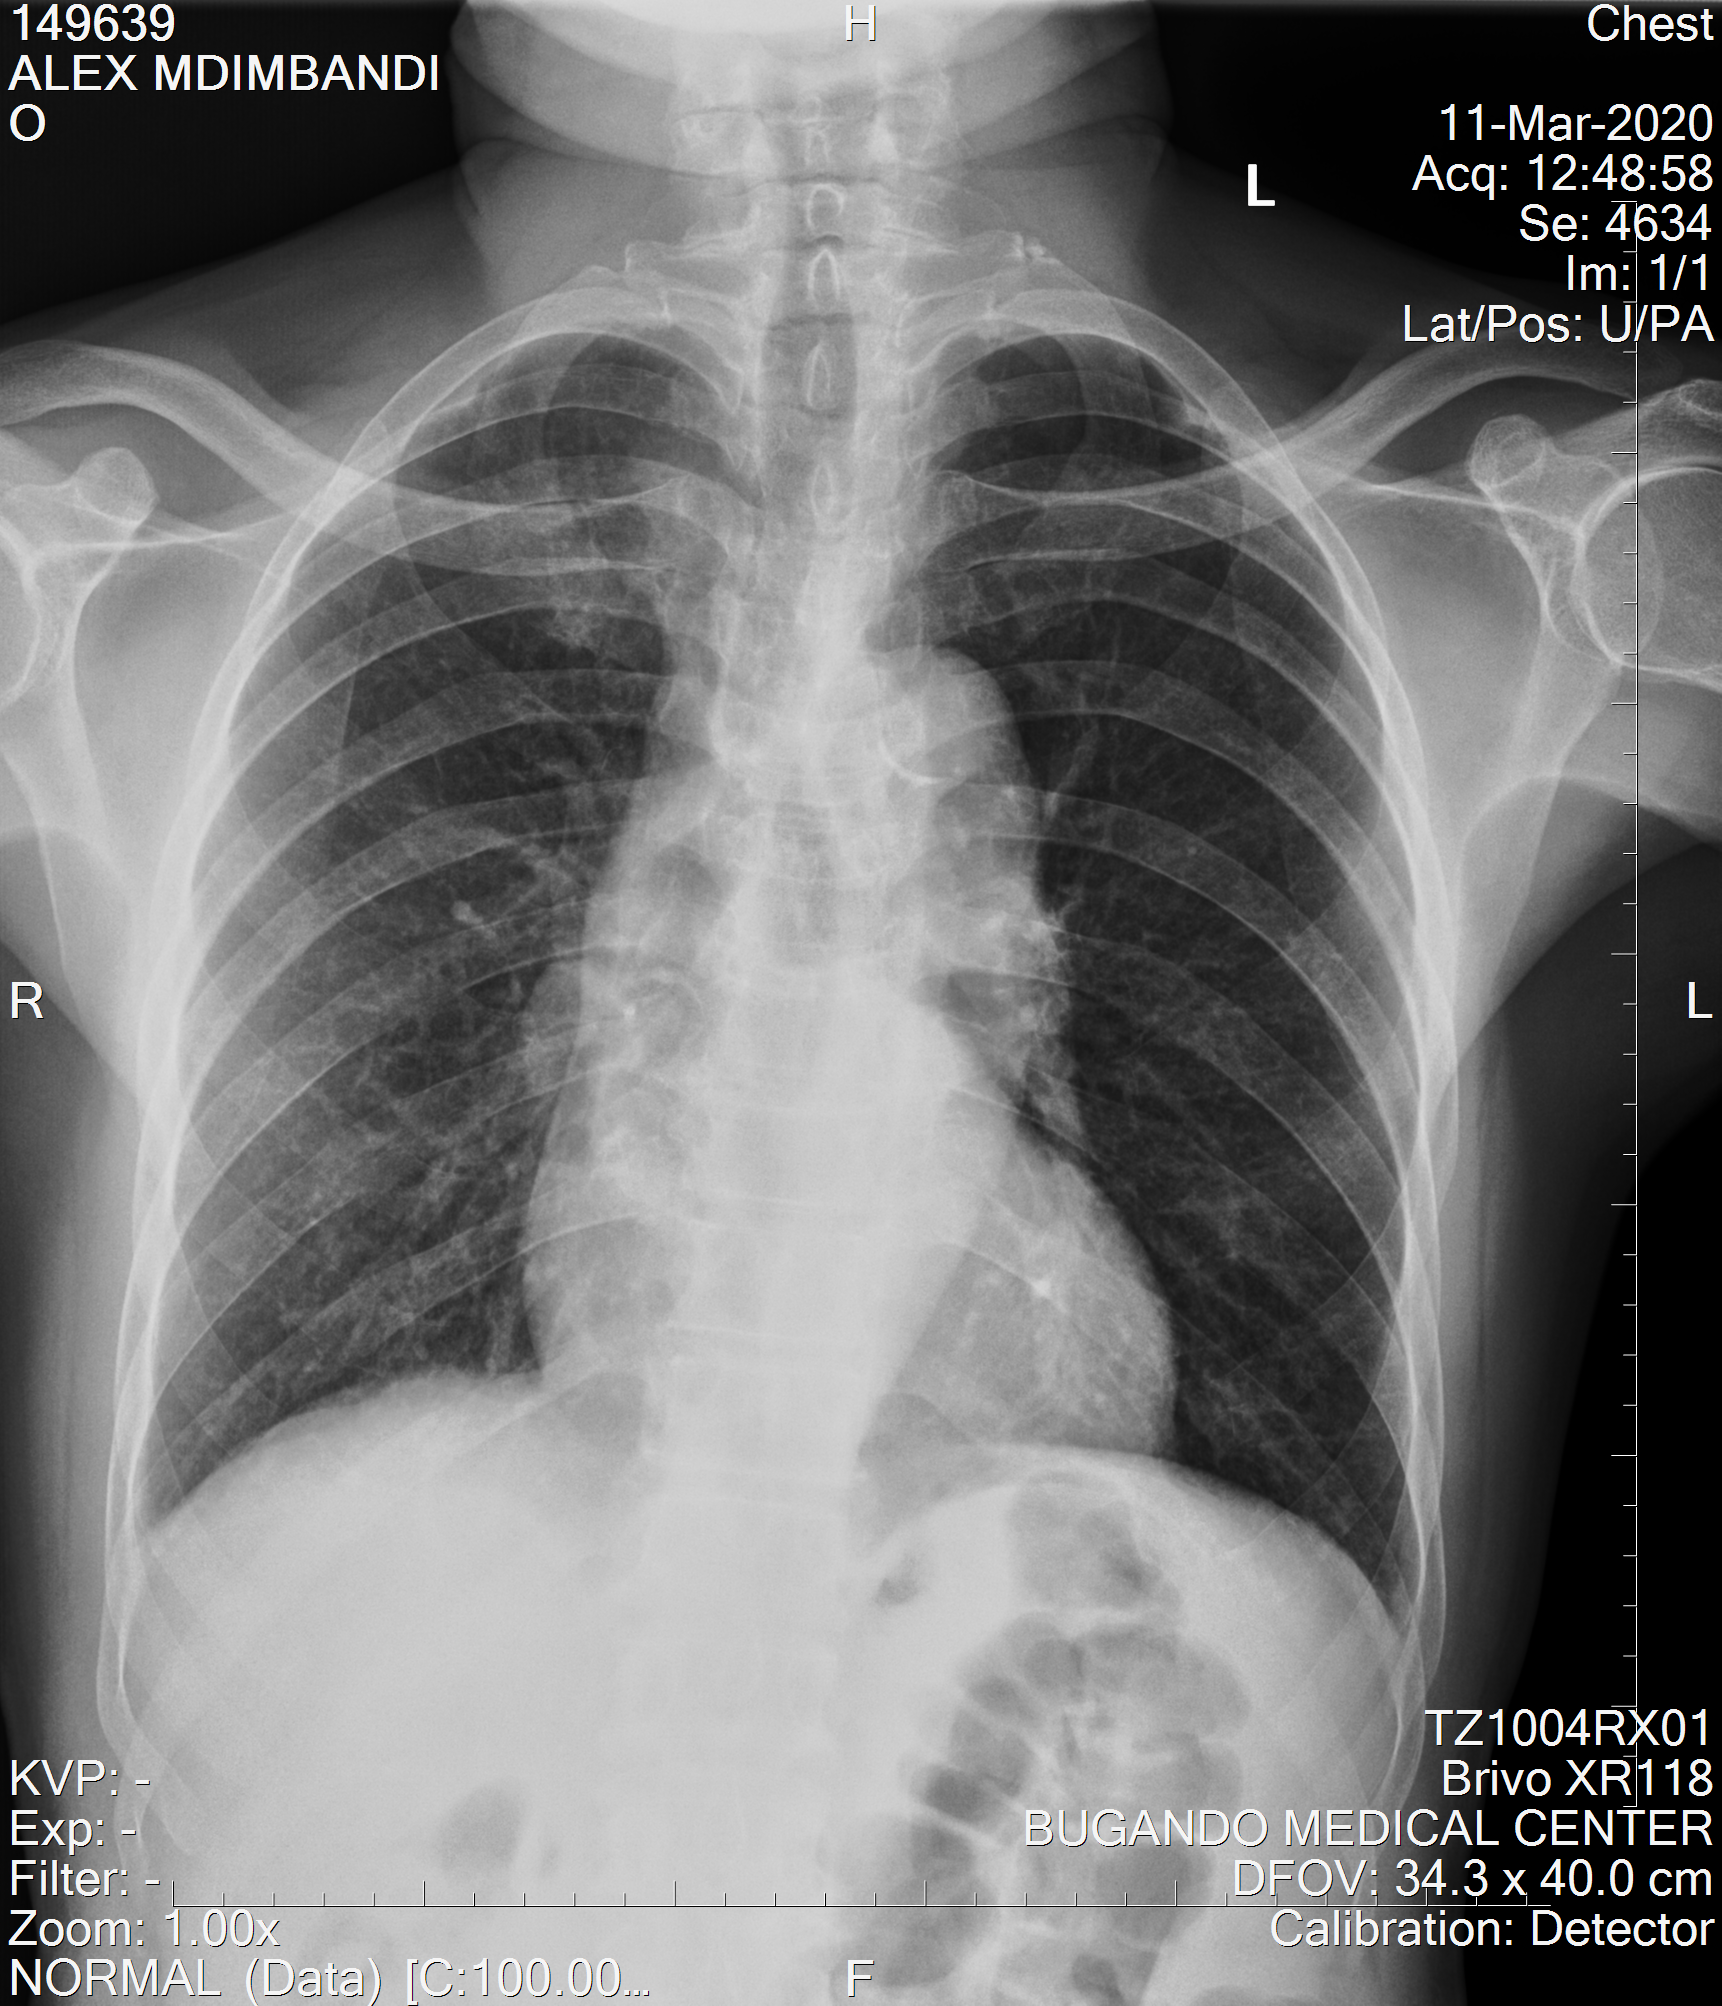 149639
ALEX MDIMBANDI
O
H
Chest
11-Mar-2020
Acq: 12:48:58
Se: 4634
Im: 1/1
Lat/Pos: U/PA
L
R
L
KVP: -
Exp: -
Filter: -
Zoom: 1.00x
NORMAL (Data) [C:100.00...
F
TZ1004RX01
Brivo XR118
BUGANDO MEDICAL CENTER
DFOV: 34.3 x 40.0 cm
Calibration: Detector